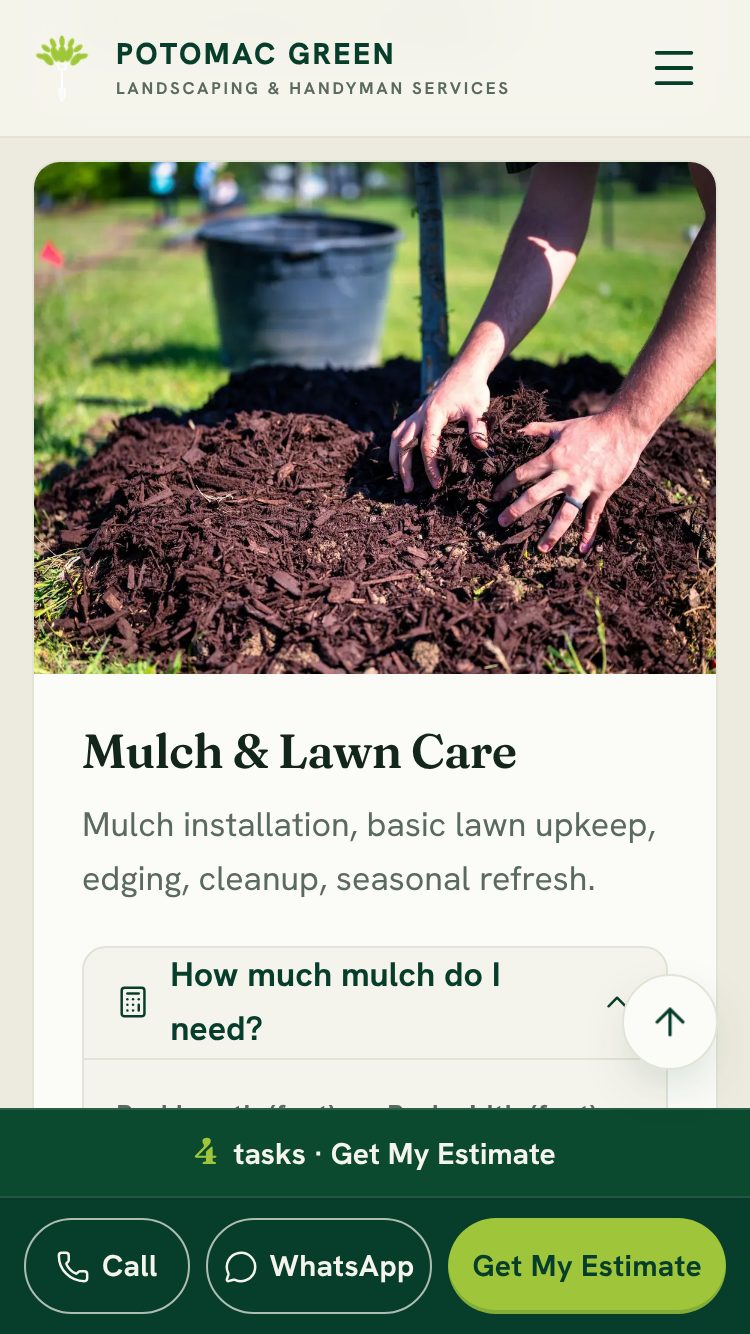 POTOMAC GREEN
LANDSCAPING & HANDYMAN SERVICES
Mulch & Lawn Care
Mulch installation, basic lawn upkeep,
edging, cleanup, seasonal refresh.
How much mulch do I
need?
4 tasks · Get My Estimate
Call
WhatsApp
Get My Estimate